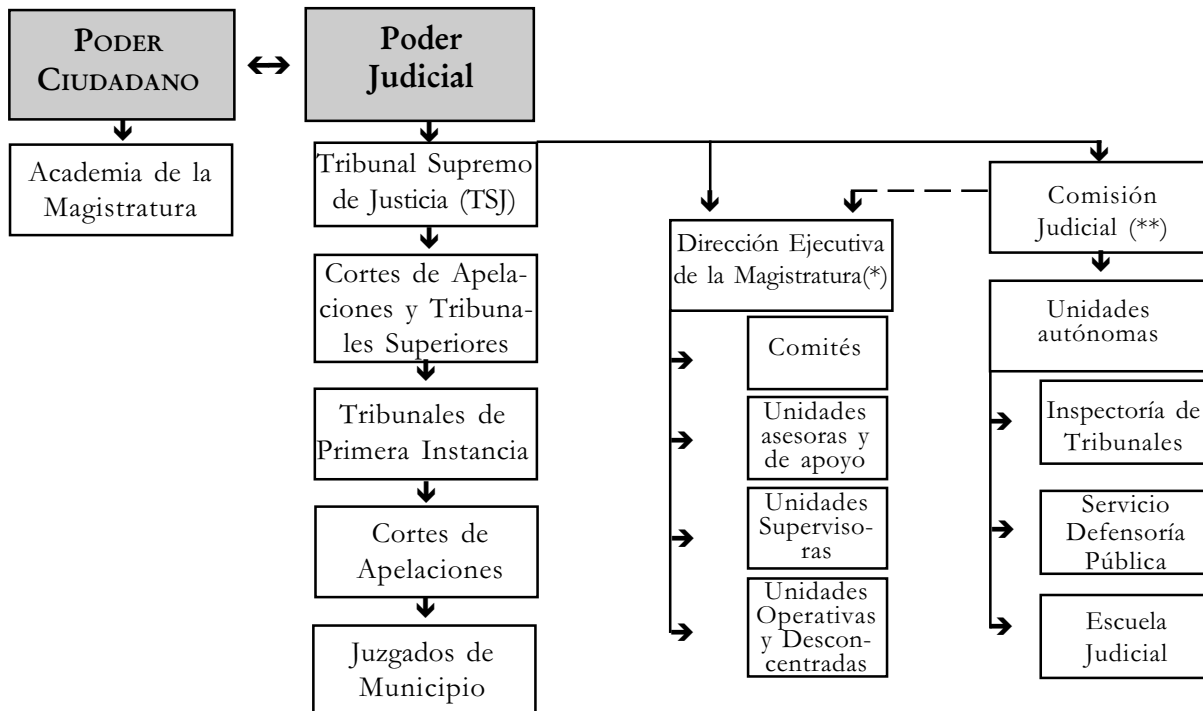 PODER
CIUDADANO
Poder
Judicial
Academia de la
Magistratura
Tribunal Supremo
de Justicia (TSJ)
Cortes de Apela-
ciones y Tribuna-
les Superiores
Tribunales de
Primera Instancia
Cortes de
Apelaciones
Juzgados de
Municipio
Dirección Ejecutiva
de la Magistratura(*)
Comités
Unidades
asesoras y
de apoyo
Unidades
Superviso-
ras
Unidades
Operativas
y Descon-
centradas
Comisión
Judicial (**)
Unidades
autónomas
Inspectoría de
Tribunales
Servicio
Defensoría
Pública
Escuela
Judicial